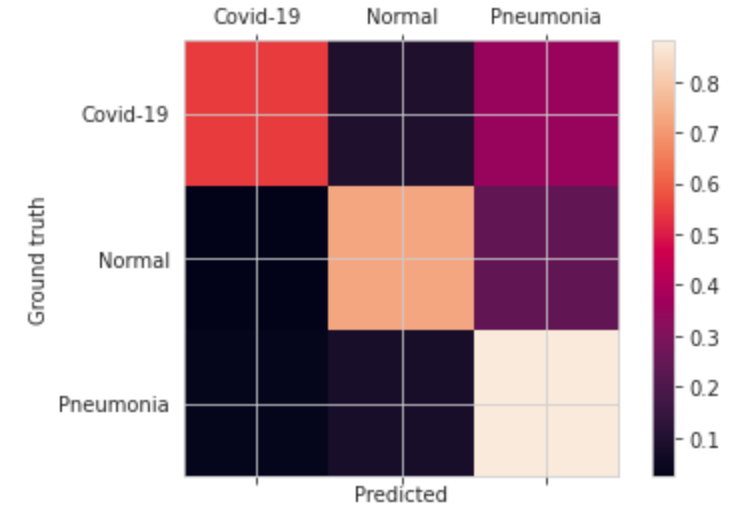 Covid-19 Normal Pneumonia
Covid-19
Normal
Pneumonia
Ground truth
Predicted
0.8
0.7
0.6
0.5
0.4
0.3
0.2
0.1